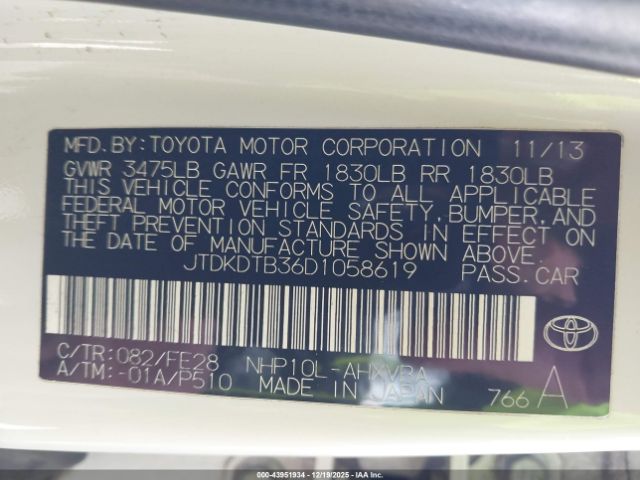 MFD.BY:TOYOTA MOTOR CORPORATION 11/13
GVWR 3475LB GAWR FR 1830LB RR 1830LB
THIS VEHICLE CONFORMS TO ALL APPLICABLE
FEDERAL MOTOR VEHICLE SAFETY,BUMPER,AND
THEFT PREVENTION STANDARDS IN EFFECT ON
THE DATE OF MANUFACTURE SHOWN ABOVE.
JTDKDTB36D1058619 PASS.CAR
C/TR:082/FE28 NHP10L-AHXVBA
A/TM:-01A/P510 MADE IN JAPAN 766 A
000-43951934 - 12/19/2025 - IAA